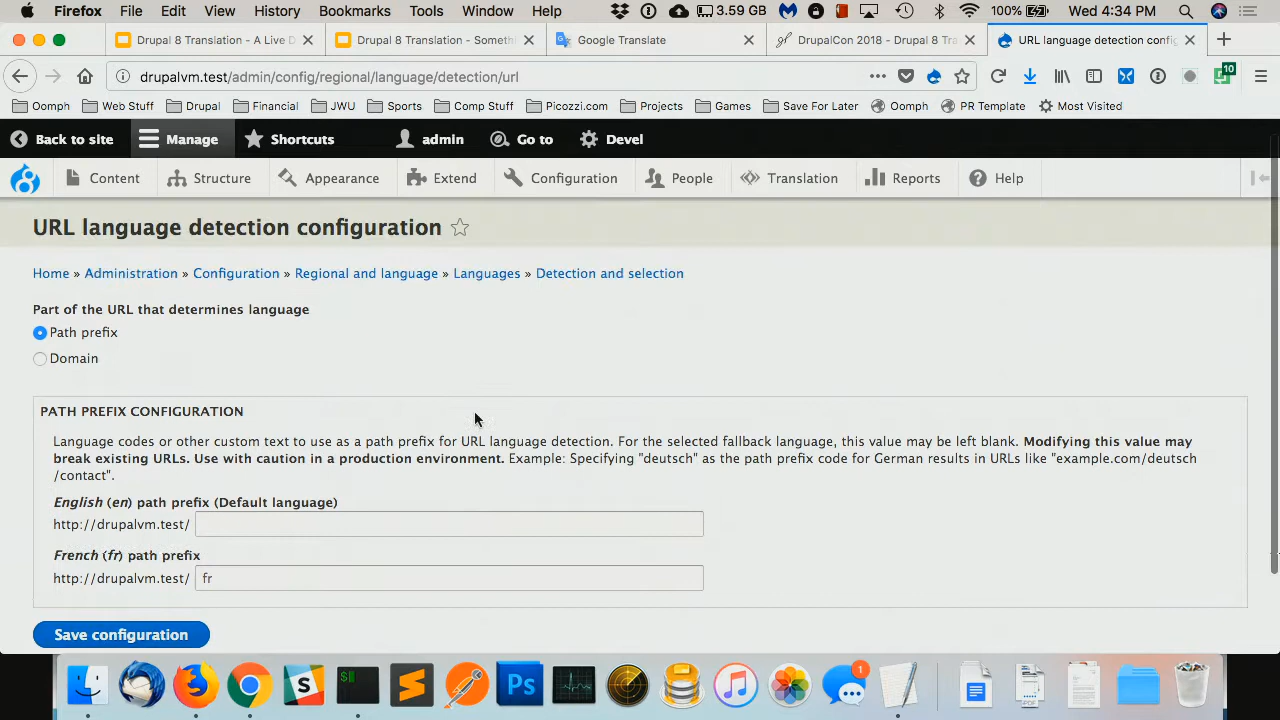 Firefox File Edit View History Bookmarks Tools Window Help 3.59 GB 100% Wed 4:34 PM
Drupal 8 Translation - A Live D Drupal 8 Translation - Someth Google Translate DrupalCon 2018 - Drupal 8 Tra URL language detection config
drupalvm.test/admin/config/regional/language/detection/url 10
Oomph Web Stuff Drupal Financial JWU Sports Comp Stuff Picozzi.com Projects Games Save For Later Oomph PR Template Most Visited
Back to site Manage Shortcuts admin Go to Devel
Content Structure Appearance Extend Configuration People Translation Reports Help
URL language detection configuration
Home » Administration » Configuration » Regional and language » Languages » Detection and selection
Part of the URL that determines language
Path prefix
Domain
PATH PREFIX CONFIGURATION
Language codes or other custom text to use as a path prefix for URL language detection. For the selected fallback language, this value may be left blank. Modifying this value may
break existing URLs. Use with caution in a production environment. Example: Specifying "deutsch" as the path prefix code for German results in URLs like "example.com/deutsch
/contact".
English (en) path prefix (Default language)
http://drupalvm.test/
French (fr) path prefix
http://drupalvm.test/ fr
Save configuration
S $ S Ps 1